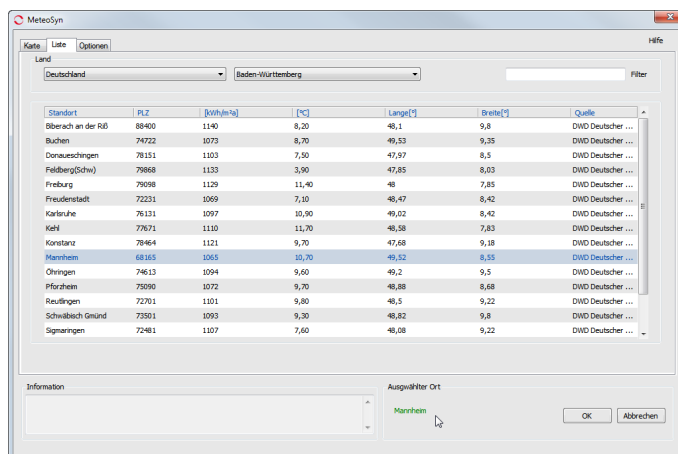 MeteoSyn
Karte Liste Optionen Hilfe
Land
Deutschland Baden-Württemberg Filter
Standort PLZ [kWh/m²a] [°C] Lange[°] Breite[°] Quelle
Biberach an der Riß 88400 1140 8,20 48,1 9,8 DWD Deutscher ...
Buchen 74722 1073 8,70 49,53 9,35 DWD Deutscher ...
Donaueschingen 78151 1103 7,50 47,97 8,5 DWD Deutscher ...
Feldberg(Schw) 79868 1133 3,90 47,85 8,03 DWD Deutscher ...
Freiburg 79098 1129 11,40 48 7,85 DWD Deutscher ...
Freudenstadt 72231 1069 7,10 48,47 8,42 DWD Deutscher ...
Karlsruhe 76131 1097 10,90 49,02 8,42 DWD Deutscher ...
Kehl 77671 1110 11,70 48,58 7,83 DWD Deutscher ...
Konstanz 78464 1121 9,70 47,68 9,18 DWD Deutscher ...
Mannheim 68165 1065 10,70 49,52 8,55 DWD Deutscher ...
Öhringen 74613 1094 9,60 49,2 9,5 DWD Deutscher ...
Pforzheim 75090 1072 9,70 48,88 8,68 DWD Deutscher ...
Reutlingen 72701 1101 9,80 48,5 9,22 DWD Deutscher ...
Schwäbisch Gmünd 73501 1093 9,30 48,82 9,8 DWD Deutscher ...
Sigmaringen 72481 1107 7,60 48,08 9,22 DWD Deutscher ...
Information Ausgwählter Ort
Mannheim
OK Abbrechen